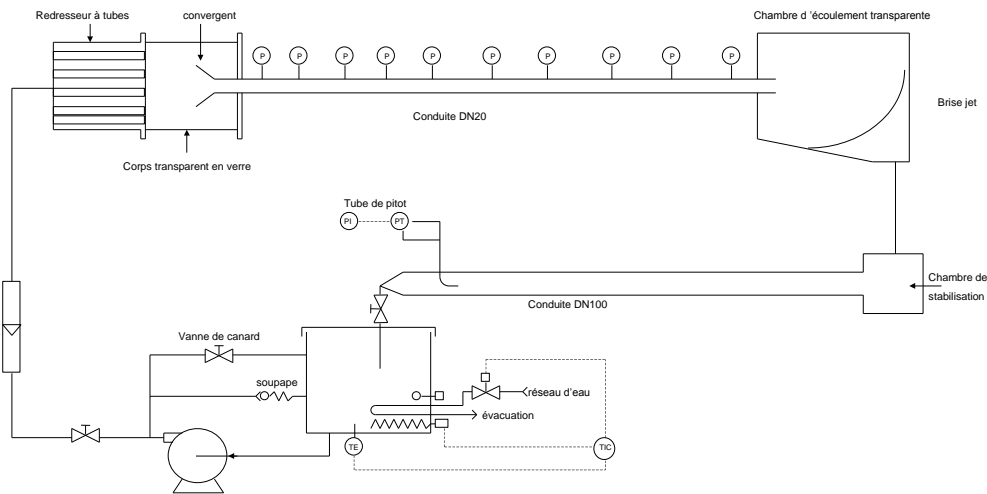 Redresseur à tubes
convergent
Chambre d 'écoulement transparente
P P P P P P P P P P
Brise jet
Conduite DN20
Corps transparent en verre
Tube de pitot
PI PT
Chambre de
stabilisation
Conduite DN100
Vanne de canard
soupape
réseau d'eau
évacuation
TE
TIC